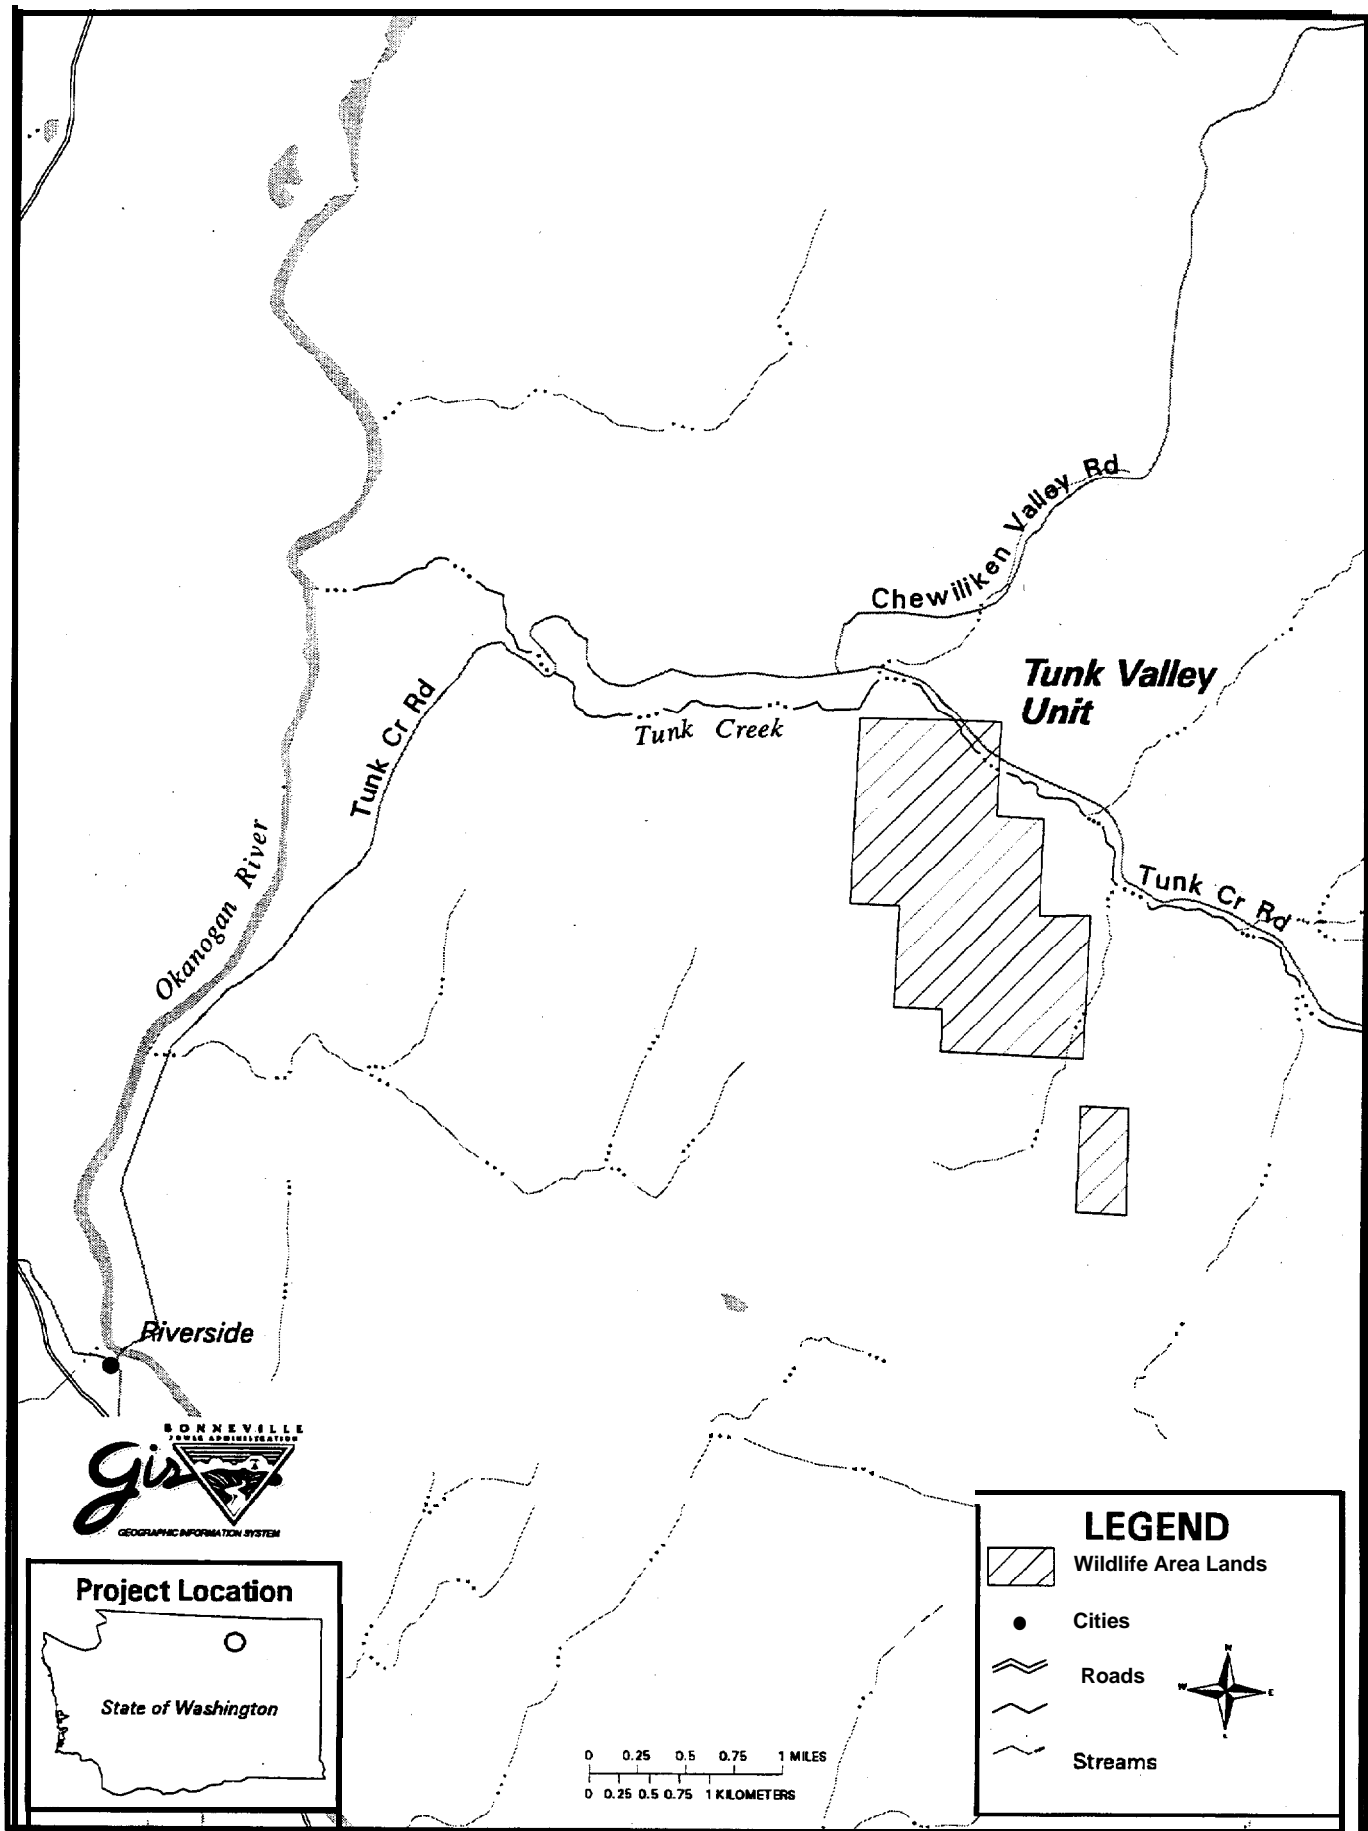 Chewiliken Valley Rd
Tunk Valley
Unit
Tunk Cr Rd
Tunk Creek
Okanogan River
Tunk Cr Rd
Riverside
BONNEVILLE
POWER ADMINISTRATION
Gis
GEOGRAPHIC INFORMATION SYSTEM
Project Location
State of Washington
0 0.25 0.5 0.75 1 MILES
0 0.25 0.5 0.75 1 KILOMETERS
LEGEND
Wildlife Area Lands
Cities
Roads
Streams
N
W E